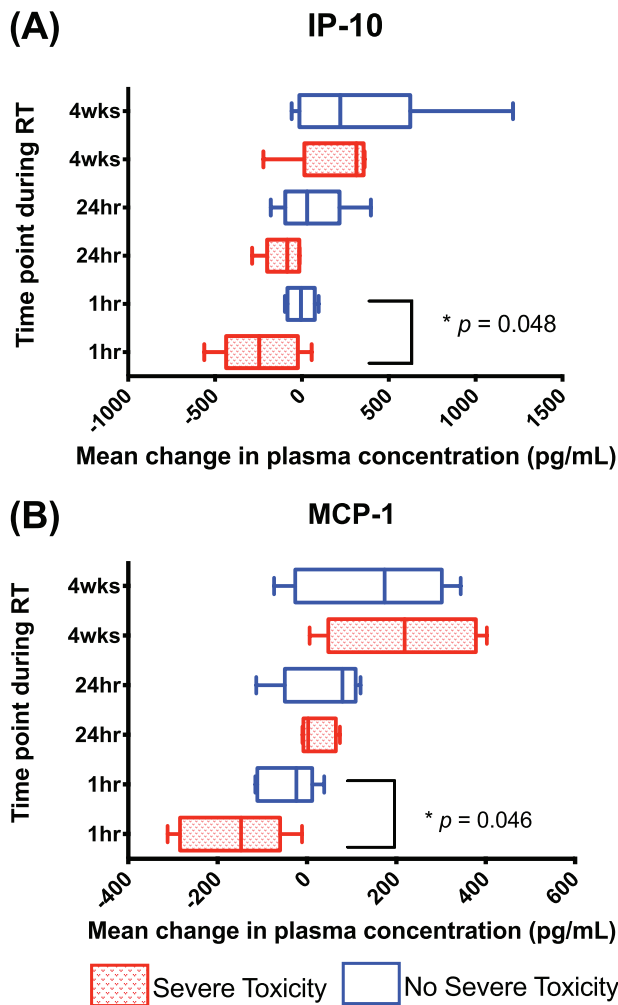 (A)
IP-10
Time point during RT
4wks
4wks
24hr
24hr
1hr
1hr
* p = 0.048
-1000
-500
0
500
1000
1500
Mean change in plasma concentration (pg/mL)
(B)
MCP-1
Time point during RT
4wks
4wks
24hr
24hr
1hr
1hr
* p = 0.046
-400
-200
0
200
400
600
Mean change in plasma concentration (pg/mL)
Severe Toxicity
No Severe Toxicity